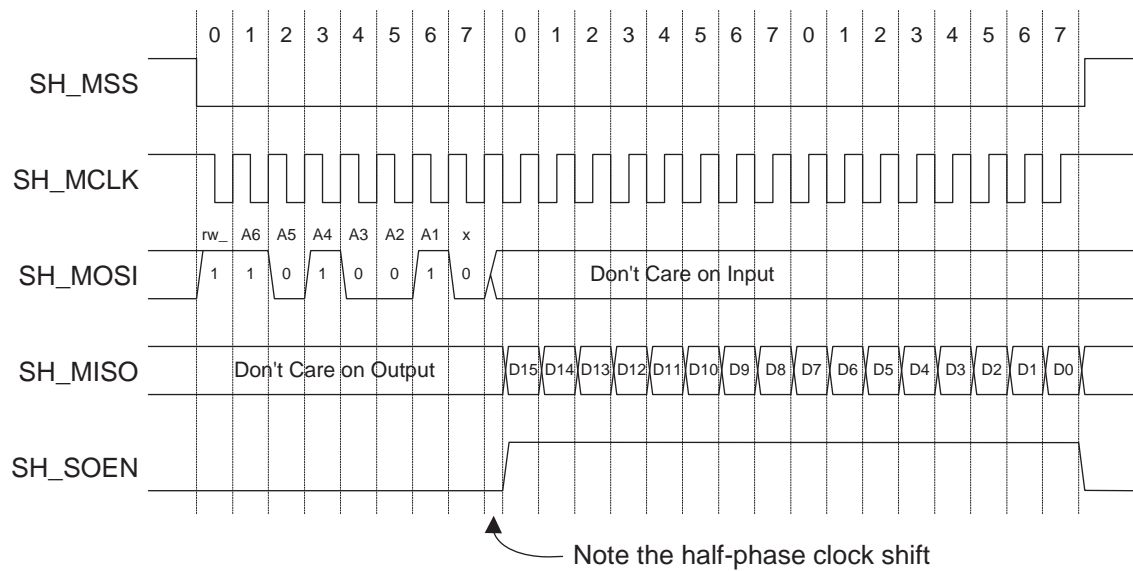 0 1 2 3 4 5 6 7 0 1 2 3 4 5 6 7 0 1 2 3 4 5 6 7
SH_MSS
SH_MCLK
rw_ A6 A5 A4 A3 A2 A1 x
SH_MOSI 1 1 0 1 0 0 1 0 Don't Care on Input
SH_MISO Don't Care on Output D15 D14 D13 D12 D11 D10 D9 D8 D7 D6 D5 D4 D3 D2 D1 D0
SH_SOEN
Note the half-phase clock shift